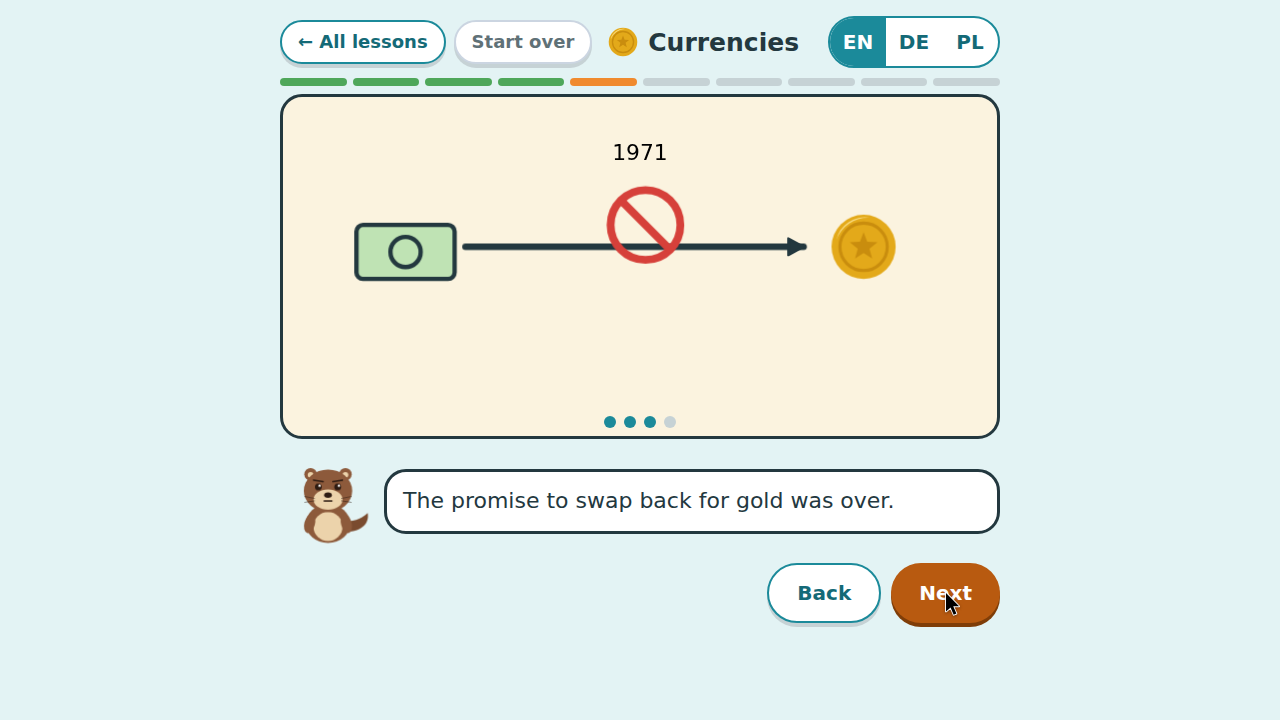 ← All lessons
Start over
Currencies
EN DE PL
1971
The promise to swap back for gold was over.
Back
Next